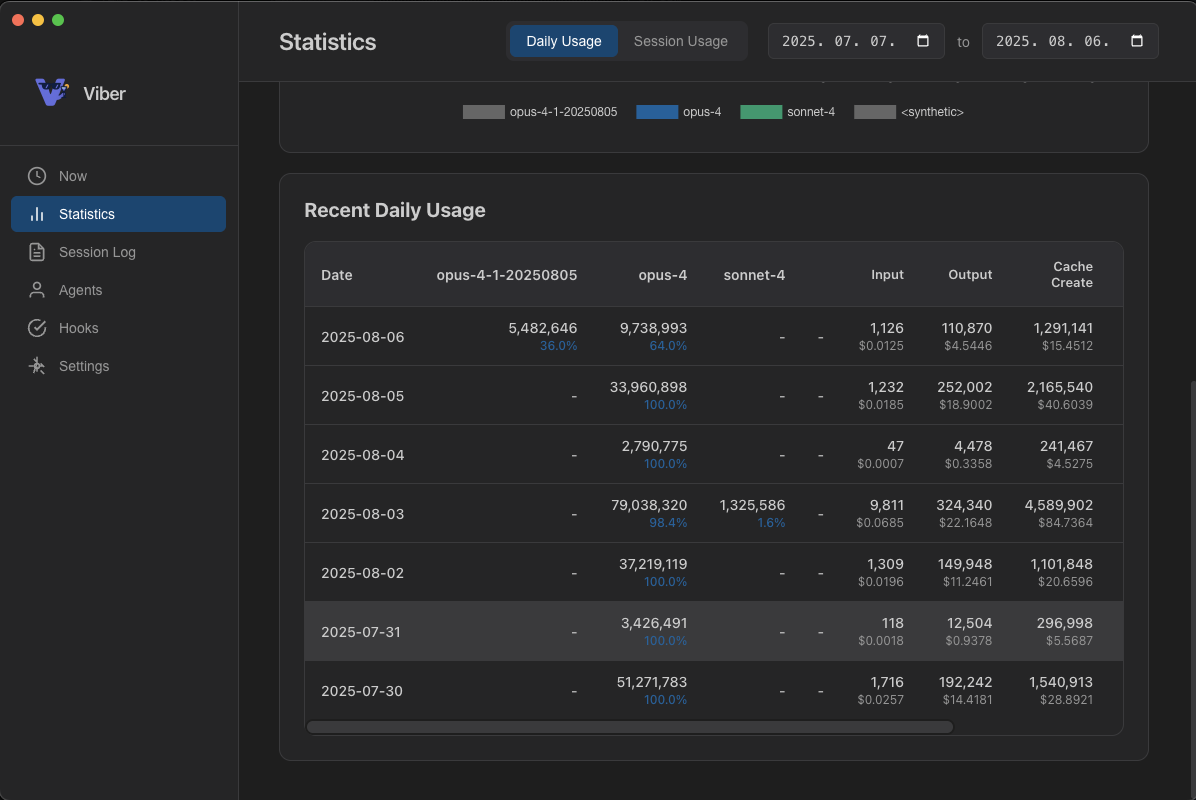 Statistics
Daily Usage
Session Usage
2025. 07. 07.
to
2025. 08. 06.
Viber
Now
Statistics
Session Log
Agents
Hooks
Settings
opus-4-1-20250805 opus-4 sonnet-4 <synthetic>
Recent Daily Usage
Date opus-4-1-20250805 opus-4 sonnet-4 Input Output Cache Create
2025-08-06 5,482,646 9,738,993 - - 1,126 110,870 1,291,141
36.0% 64.0% $0.0125 $4.5446 $15.4512
2025-08-05 - 33,960,898 - - 1,232 252,002 2,165,540
100.0% $0.0185 $18.9002 $40.6039
2025-08-04 - 2,790,775 - - 47 4,478 241,467
100.0% $0.0007 $0.3358 $4.5275
2025-08-03 - 79,038,320 1,325,586 - 9,811 324,340 4,589,902
98.4% 1.6% $0.0685 $22.1648 $84.7364
2025-08-02 - 37,219,119 - - 1,309 149,948 1,101,848
100.0% $0.0196 $11.2461 $20.6596
2025-07-31 - 3,426,491 - - 118 12,504 296,998
100.0% $0.0018 $0.9378 $5.5687
2025-07-30 - 51,271,783 - - 1,716 192,242 1,540,913
100.0% $0.0257 $14.4181 $28.8921